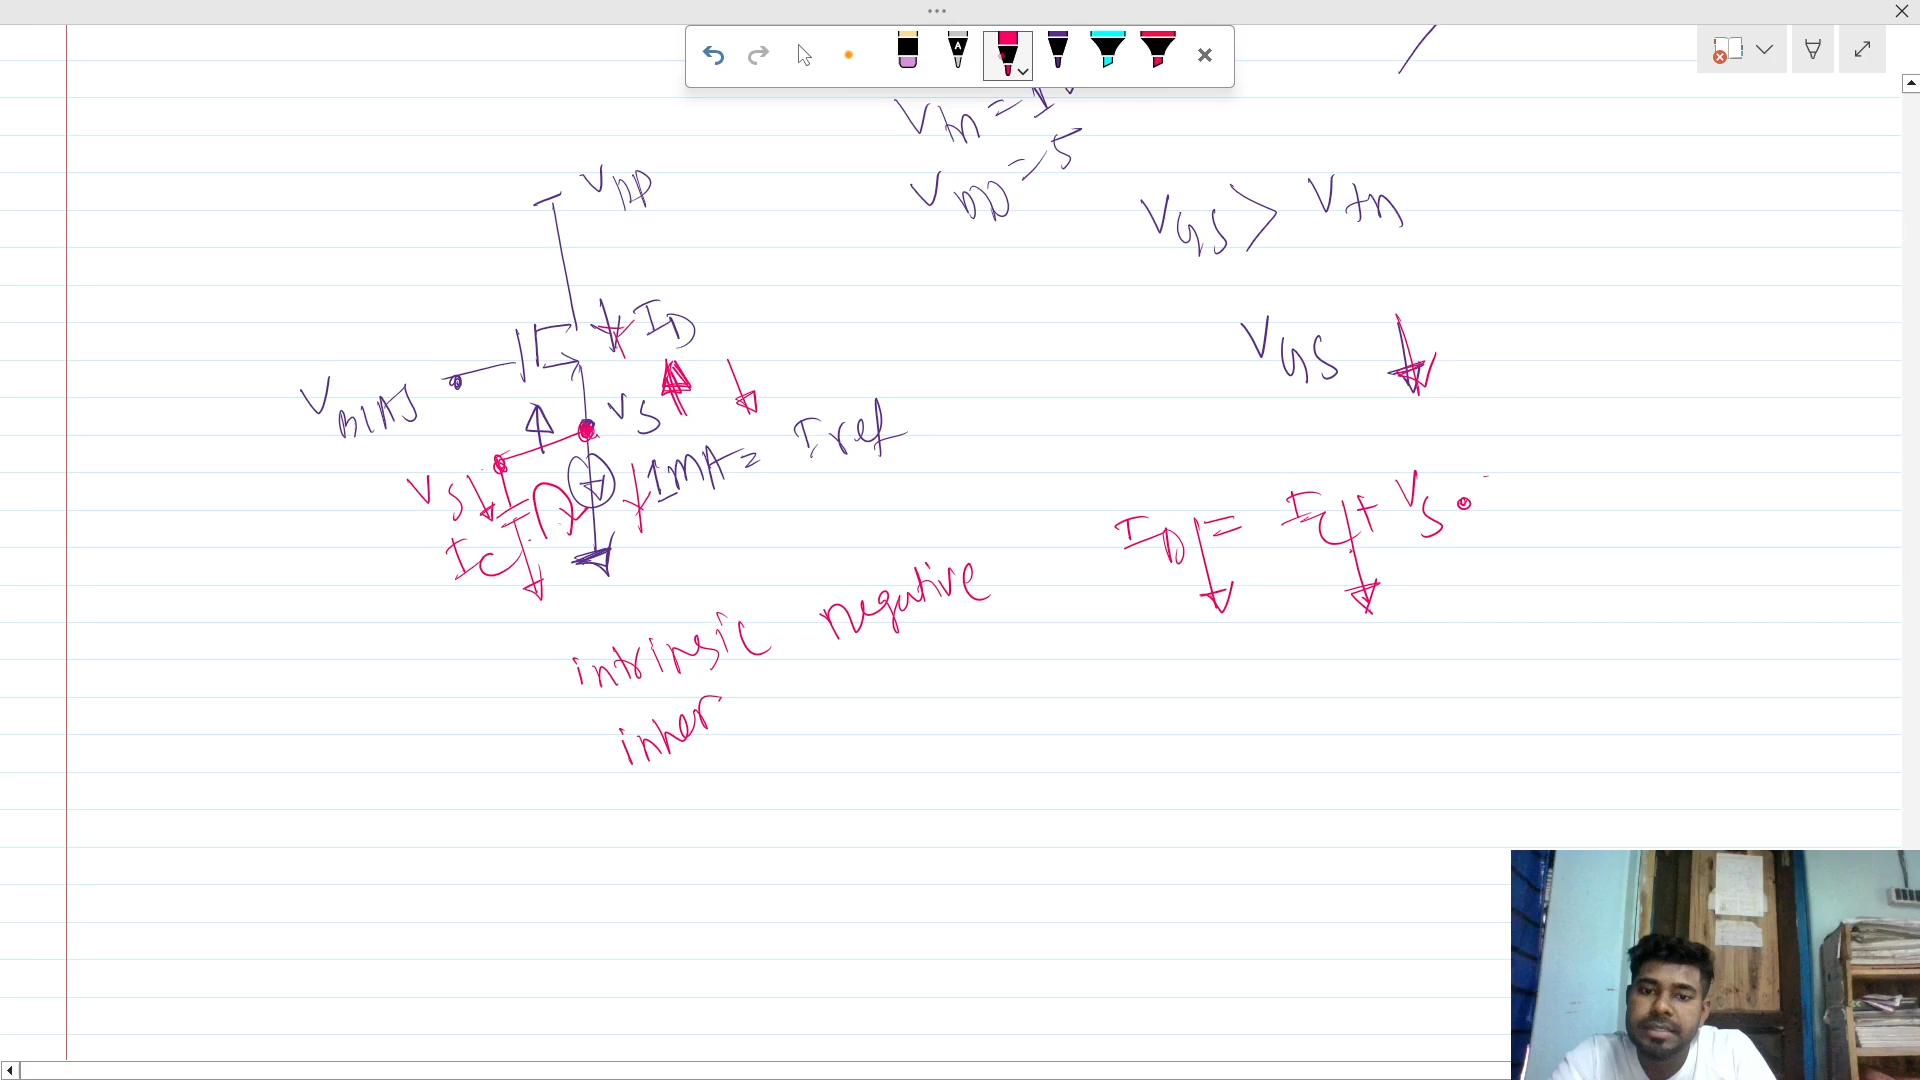 Vtn = 1V
VDD = 5
VDD
VGS > Vtn
ID
VGS
VBIAS
VS
1mA = Iref
VS
IC
ID = IC + VS
intrinsic negative
inher